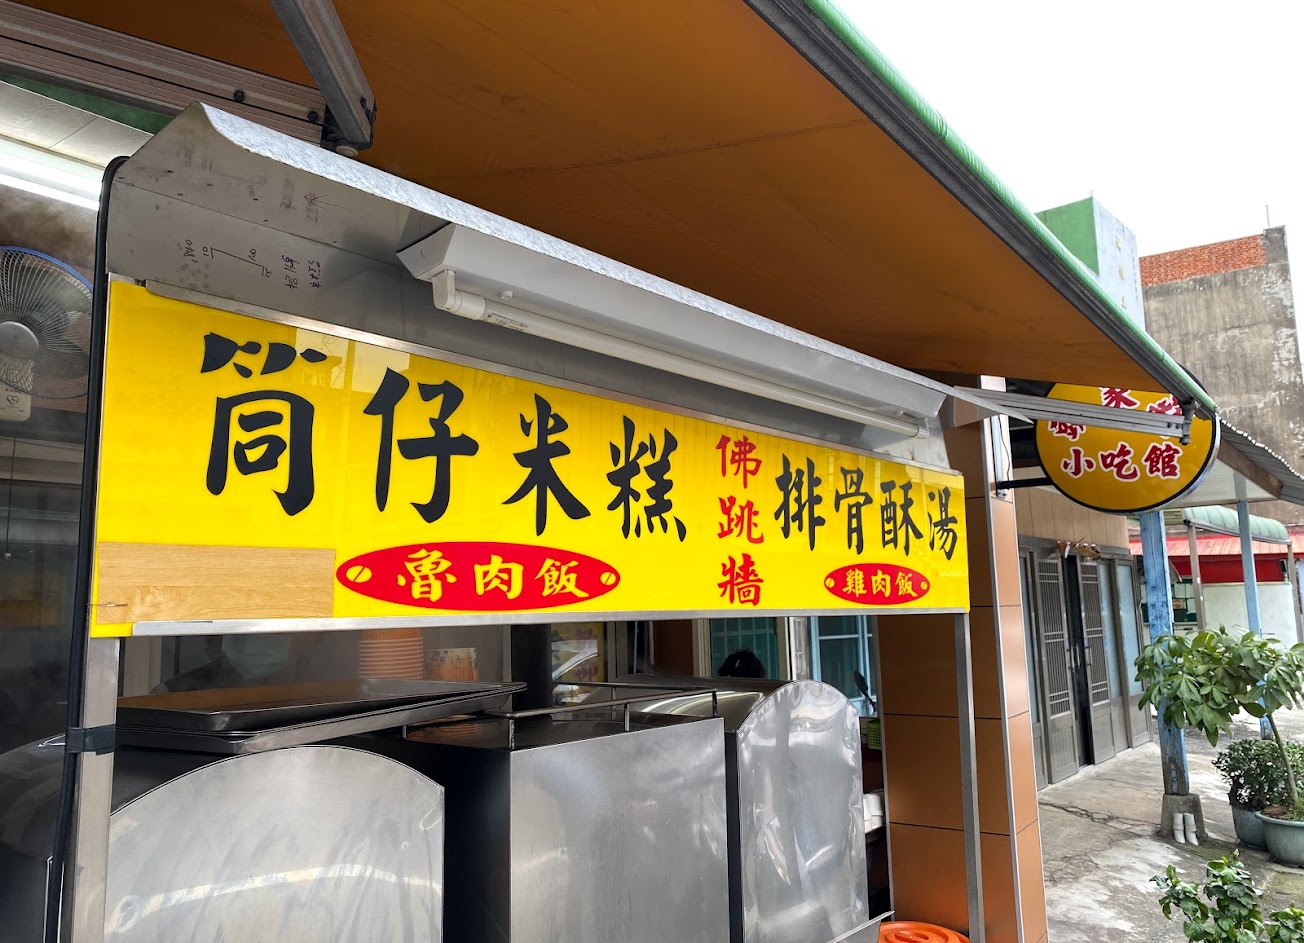 筒仔米糕
魯肉飯
佛跳牆
排骨酥湯
雞肉飯
小吃館